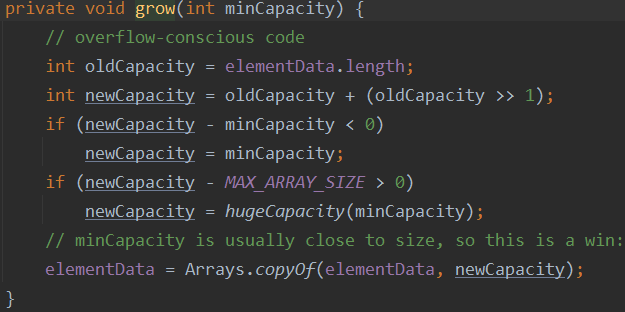 private void grow(int minCapacity) {
    // overflow-conscious code
    int oldCapacity = elementData.length;
    int newCapacity = oldCapacity + (oldCapacity >> 1);
    if (newCapacity - minCapacity < 0)
        newCapacity = minCapacity;
    if (newCapacity - MAX_ARRAY_SIZE > 0)
        newCapacity = hugeCapacity(minCapacity);
    // minCapacity is usually close to size, so this is a win:
    elementData = Arrays.copyOf(elementData, newCapacity);
}